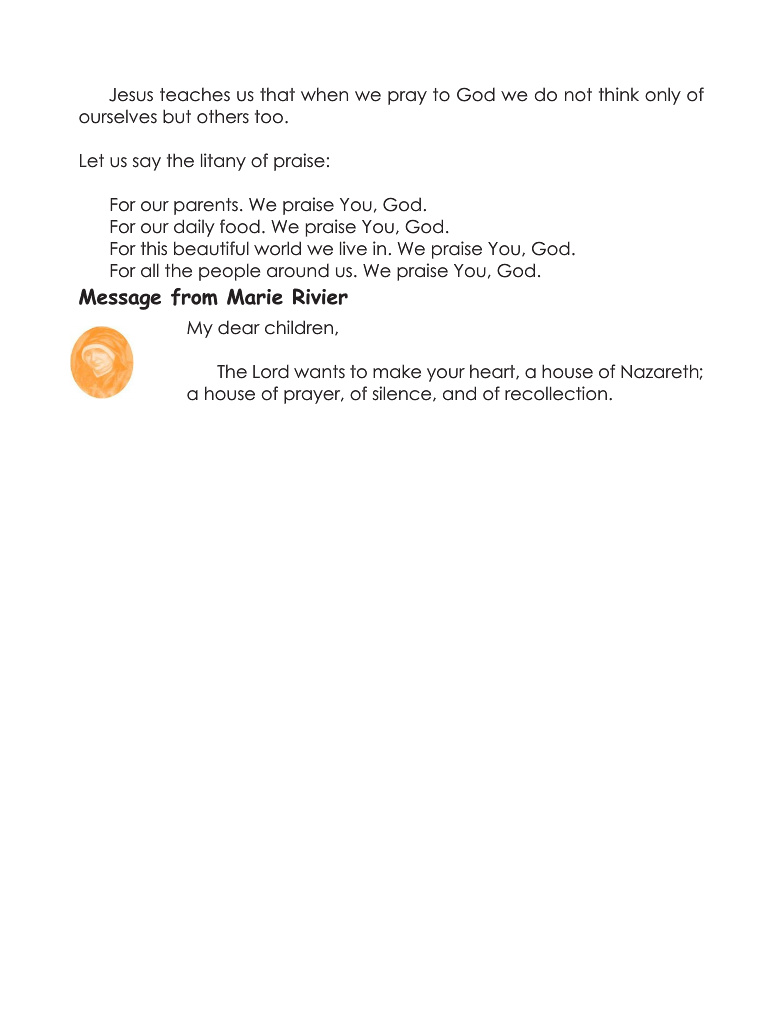 Jesus teaches us that when we pray to God we do not think only of
ourselves but others too.
Let us say the litany of praise:
For our parents. We praise You, God.
For our daily food. We praise You, God.
For this beautiful world we live in. We praise You, God.
For all the people around us. We praise You, God.
Message from Marie Rivier
My dear children,
The Lord wants to make your heart, a house of Nazareth;
a house of prayer, of silence, and of recollection.